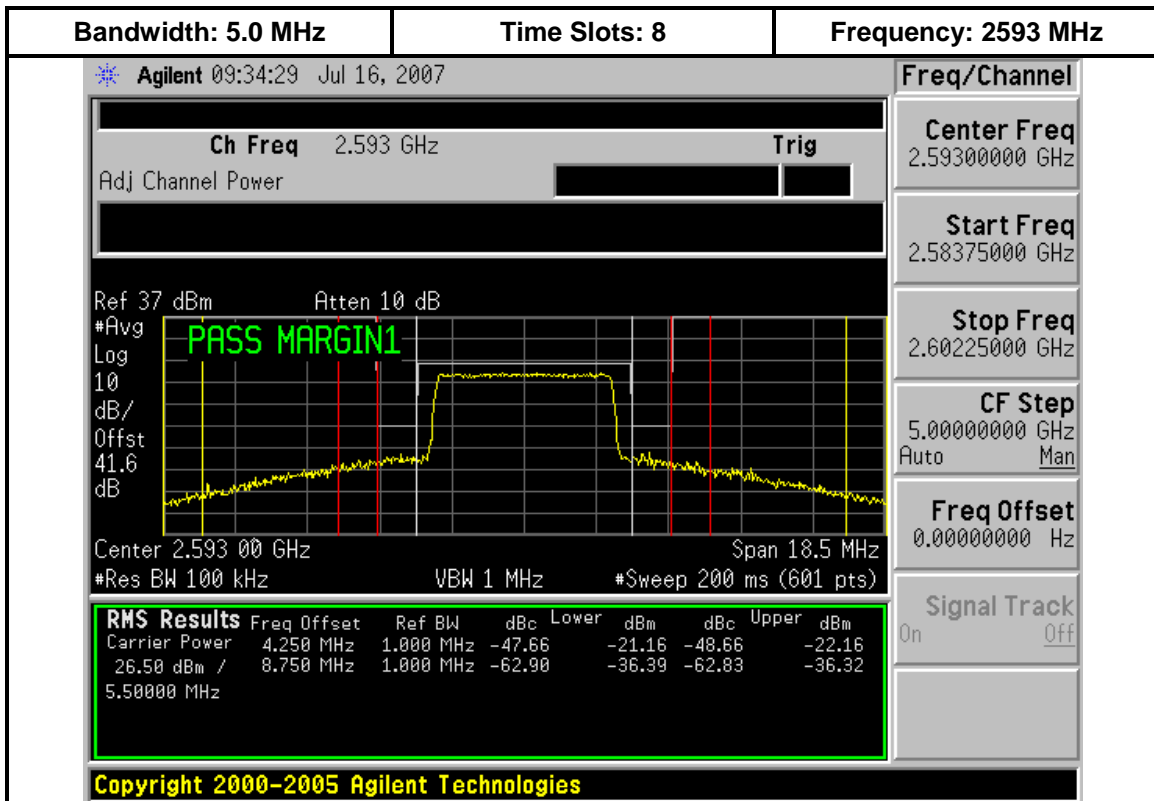 Bandwidth: 5.0 MHz Time Slots: 8 Frequency: 2593 MHz
Agilent 09:34:29 Jul 16, 2007 Freq/Channel
Ch Freq 2.593 GHz Trig
Adj Channel Power
Center Freq
2.59300000 GHz
Start Freq
2.58375000 GHz
Stop Freq
2.60225000 GHz
CF Step
5.00000000 GHz
Auto Man
Freq Offset
0.00000000 Hz
Signal Track
On Off
Ref 37 dBm Atten 10 dB
#Avg
Log
10
dB/
Offst
41.6
dB
PASS MARGIN1
Center 2.593 00 GHz Span 18.5 MHz
#Res BW 100 kHz VBW 1 MHz #Sweep 200 ms (601 pts)
RMS Results Freq Offset Ref BW dBc Lower dBm dBc Upper dBm
Carrier Power 4.250 MHz 1.000 MHz -47.66 -21.16 -48.66 -22.16
26.50 dBm / 8.750 MHz 1.000 MHz -62.90 -36.39 -62.83 -36.32
5.50000 MHz
Copyright 2000-2005 Agilent Technologies